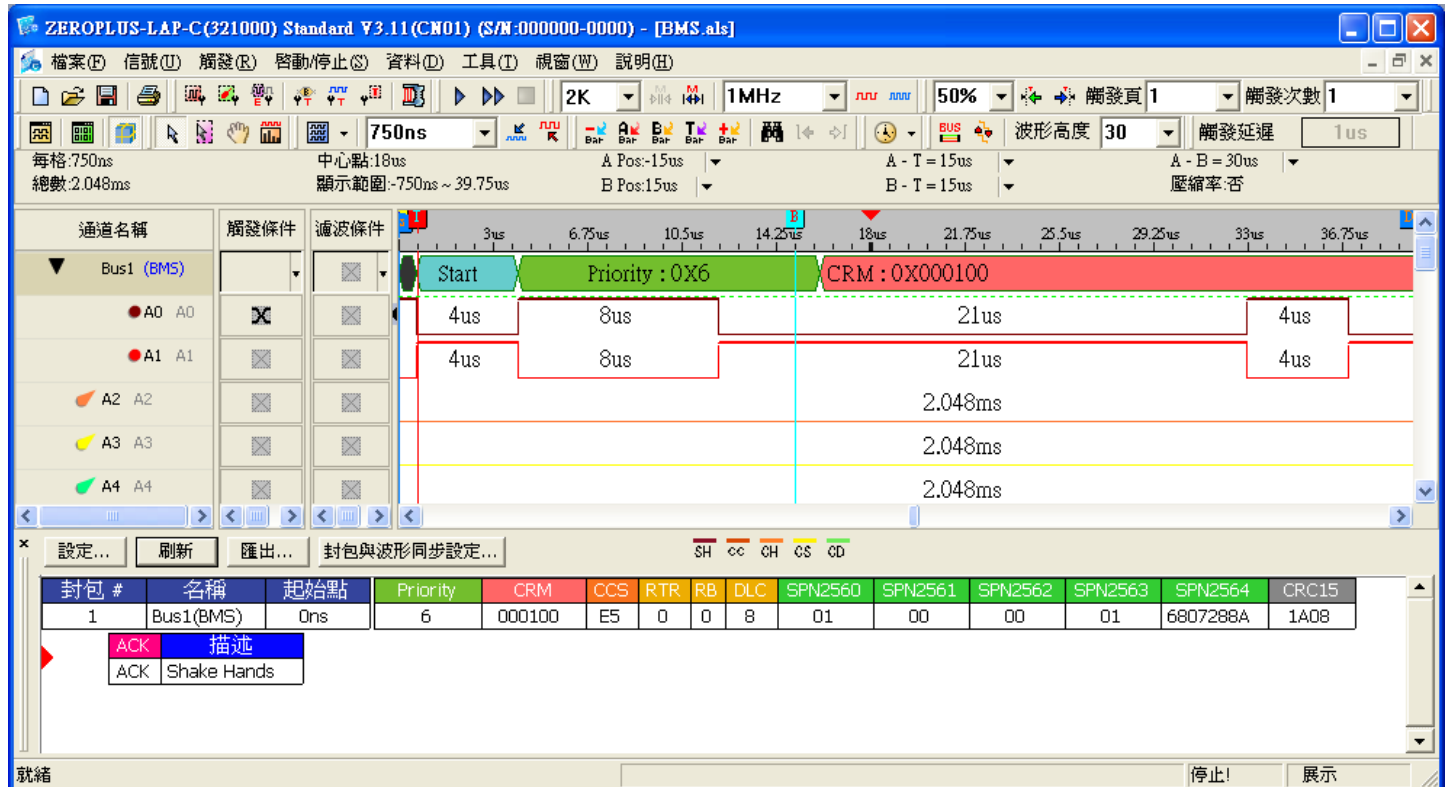 ZEROPLUS-LAP-C(321000) Standard V3.11(CN01) (S/N:000000-0000) - [BMS.als]
檔案(F) 信號(U) 觸發(R) 啓動/停止(S) 資料(D) 工具(T) 視窗(W) 說明(H)
2K 1MHz 50% 觸發頁 1 觸發次數 1
750ns Bar Bar Bar Bar Bar BUS 波形高度 30 觸發延遲 1us
每格:750ns 中心點:18us A Pos:-15us A - T = 15us A - B = 30us
總數:2.048ms 顯示範圍:-750ns ~ 39.75us B Pos:15us B - T = 15us 壓縮率:否
通道名稱 觸發條件 濾波條件 T B 3us 6.75us 10.5us 14.25us 18us 21.75us 25.5us 29.25us 33us 36.75us
Bus1 (BMS) Start Priority : 0X6 CRM : 0X000100
A0 A0 4us 8us 21us 4us
A1 A1 4us 8us 21us 4us
A2 A2 2.048ms
A3 A3 2.048ms
A4 A4 2.048ms
設定... 刷新 匯出... 封包與波形同步設定... SH CC CH CS CD
封包 # 名稱 起始點 Priority CRM CCS RTR RB DLC SPN2560 SPN2561 SPN2562 SPN2563 SPN2564 CRC15
1 Bus1(BMS) 0ns 6 000100 E5 0 0 8 01 00 00 01 6807288A 1A08
ACK 描述
ACK Shake Hands
就緒 停止! 展示